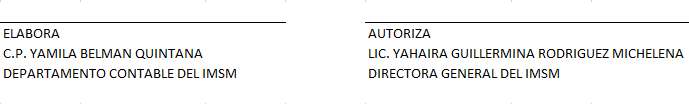 ELABORA
C.P. YAMILA BELMAN QUINTANA
DEPARTAMENTO CONTABLE DEL IMSM
AUTORIZA
LIC. YAHAIRA GUILLERMINA RODRIGUEZ MICHELENA
DIRECTORA GENERAL DEL IMSM